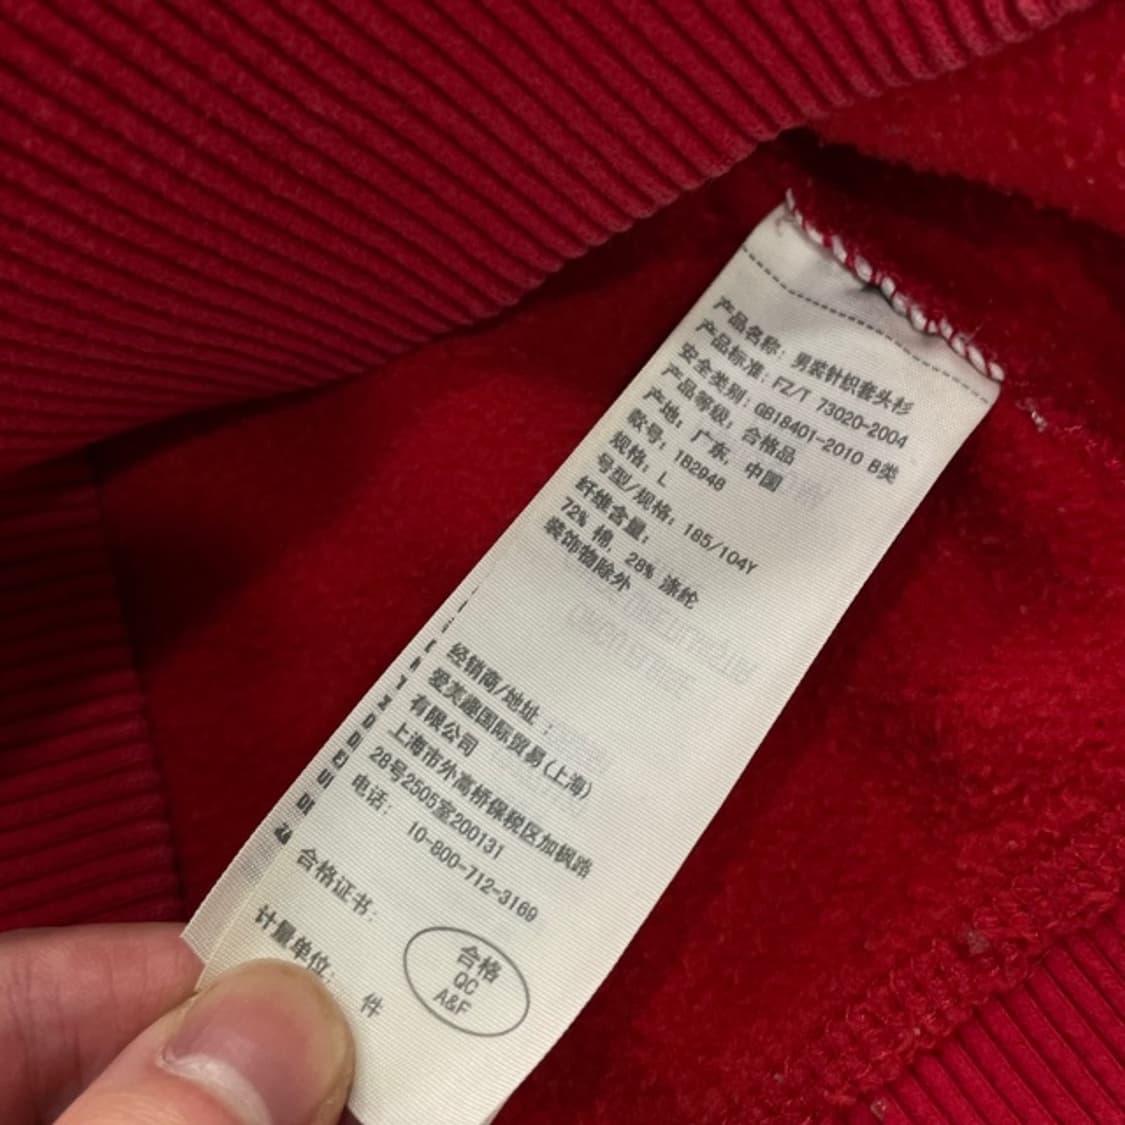 产品名称: 男装针织套头衫
产品标准: FZ/T 73020-2004
安全类别: GB18401-2010 B类
产品等级: 合格品
产地: 广东, 中国
款号: 1B2948
规格: L
号型/规格: 185/104Y
纤维含量:
72% 棉, 28% 涤纶
装饰物除外
经销商/地址 :
爱芙趣国际贸易(上海)
有限公司
上海市外高桥保税区加枫路
28号2505室200131
电话: 10-800-712-3169
合格证书:
合格
QC
A&F
计量单位: 件